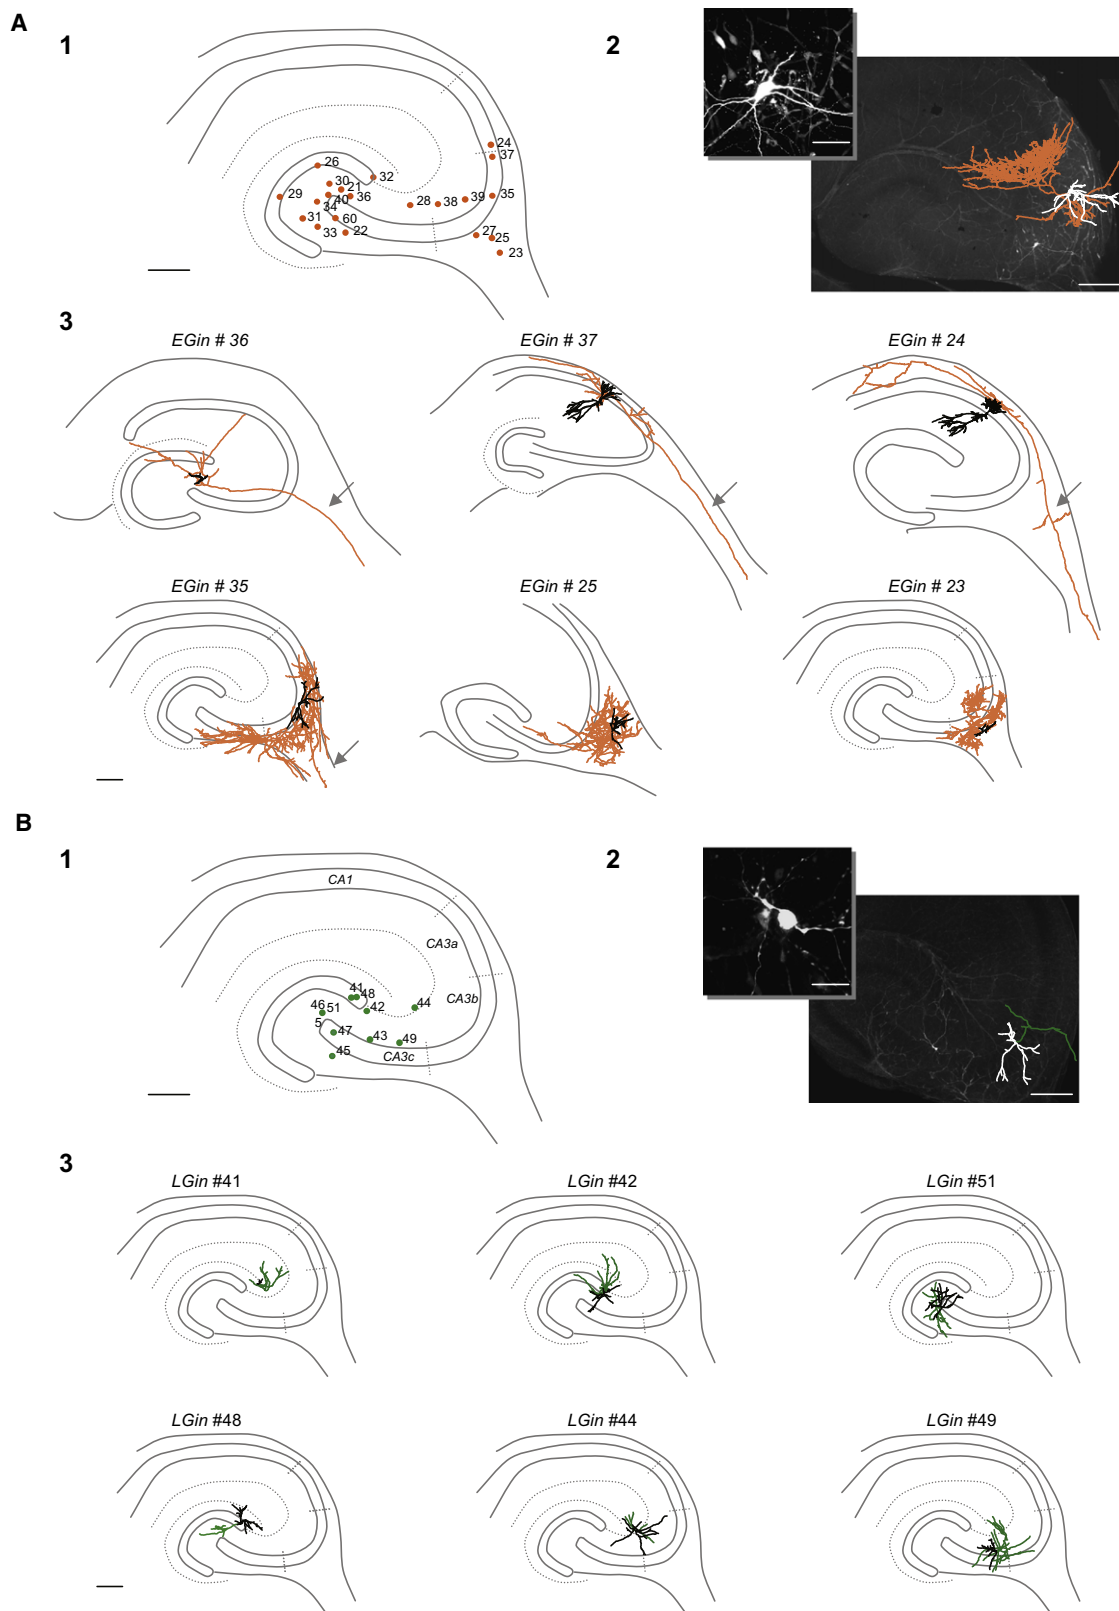 A
1
2
24
37
26
32
30
21
29
36
40
34
35
28
38
39
31
60
33
22
27
25
23
3
EGin # 36
EGin # 37
EGin # 24
EGin # 35
EGin # 25
EGin # 23
B
1
2
CA1
CA3a
CA3b
41
48
46
51
42
44
5
47
43
49
45
CA3c
3
LGin #41
LGin #42
LGin #51
LGin #48
LGin #44
LGin #49